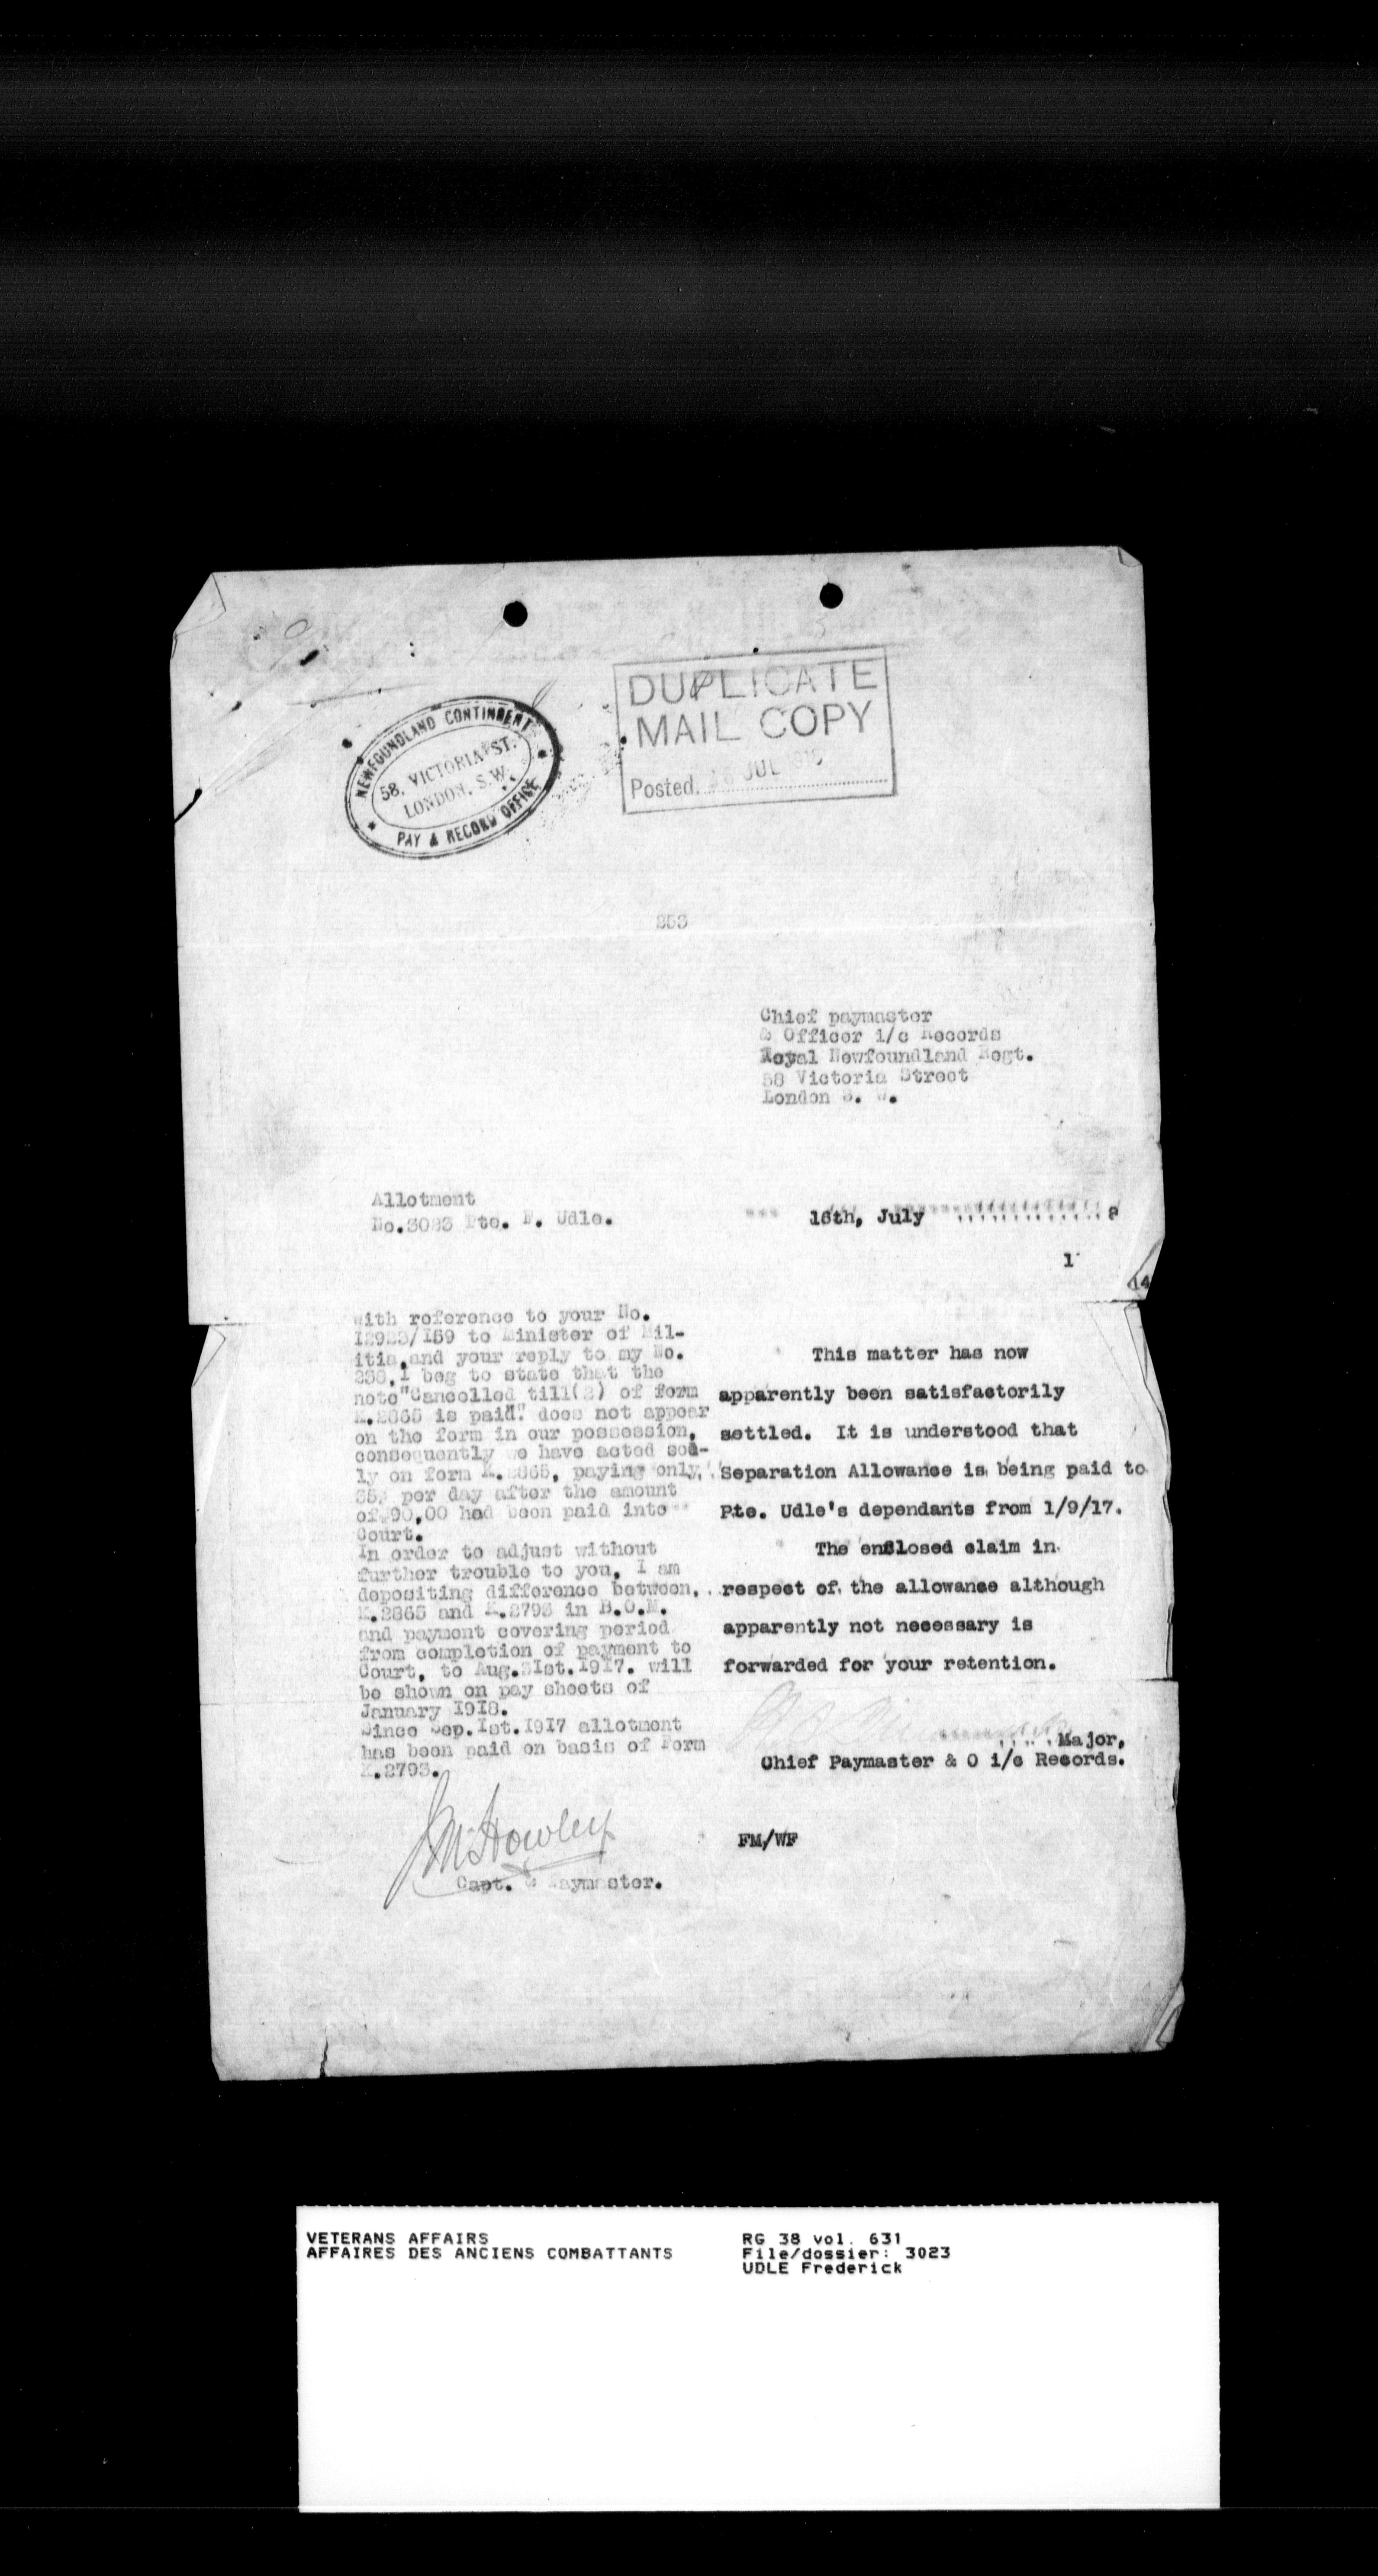 NEWFOUNDLAND CONTINGENT
58, VICTORIA ST.
LONDON, S.W.
PAY & RECORD OFFICE
DUPLICATE
MAIL COPY
Posted. JUL
253
Chief paymaster
& Officer i/c Records
Royal Newfoundland Regt.
58 Victoria Street
London S. W.
Allotment
No.3023 Pte. F. Udle.
16th, July 8
1
14
With reference to your No.
12923/159 to Minister of Mil-
itia,and your reply to my No.
I beg to state that the
note"Cancelled till(2) of form
K.2865 is paid". does not appear
on the form in our possession,
consequently we have acted soe-
ly on form K.2865, paying only
35¢ per day after the amount
of 90,00 had been paid into
Court.
In order to adjust without
further trouble to you, I am
depositing difference between,
K.2865 and K.2793 in B.O.M.
and payment covering period
from completion of payment to
Court, to Aug.31st.1917. will
be shown on pay sheets of
January 1918.
Since Sep.1st.1917 allotment
has been paid on basis of Form
K.2793.
JM Howley
Capt. & Paymaster.
This matter has now
apparently been satisfactorily
settled. It is understood that
Separation Allowance is being paid to
Pte. Udle's dependants from 1/9/17.
The enclosed claim in
respect of the allowance although
apparently not necessary is
forwarded for your retention.
Major,
Chief Paymaster & O i/c Records.
FM/WF
VETERANS AFFAIRS
AFFAIRES DES ANCIENS COMBATTANTS
RG 38 vol. 631
File/dossier: 3023
UDLE Frederick